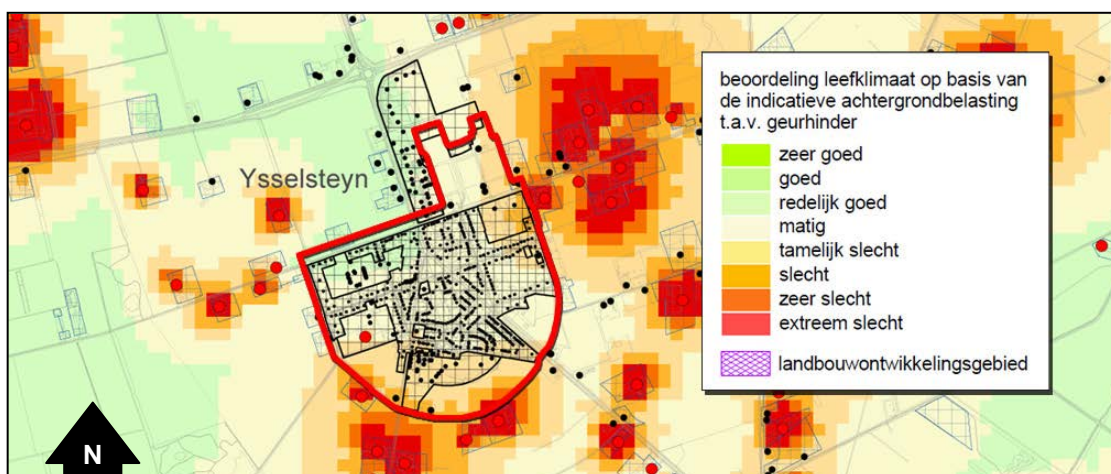 Ysselsteyn
beoordeling leefklimaat op basis van
de indicatieve achtergrondbelasting
t.a.v. geurhinder
zeer goed
goed
redelijk goed
matig
tamelijk slecht
slecht
zeer slecht
extreem slecht
landbouwontwikkelingsgebied
N